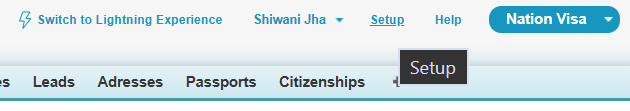 Switch to Lightning Experience Shiwani Jha Setup Help Nation Visa
Setup
Leads Adresses Passports Citizenships